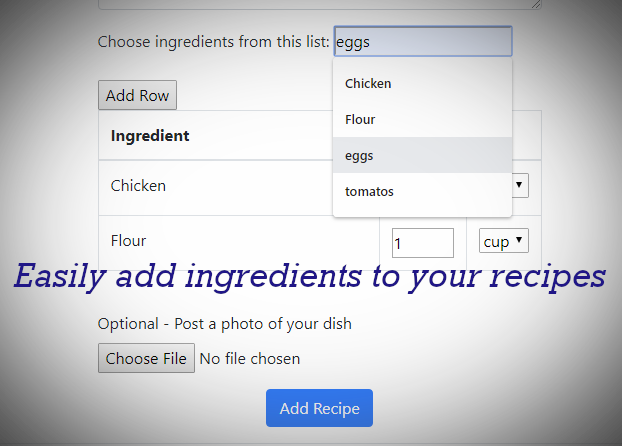 Choose ingredients from this list: eggs
Chicken
Flour
eggs
tomatos
Add Row
Ingredient
Chicken
Flour 1 cup
Easily add ingredients to your recipes
Optional - Post a photo of your dish
Choose File No file chosen
Add Recipe